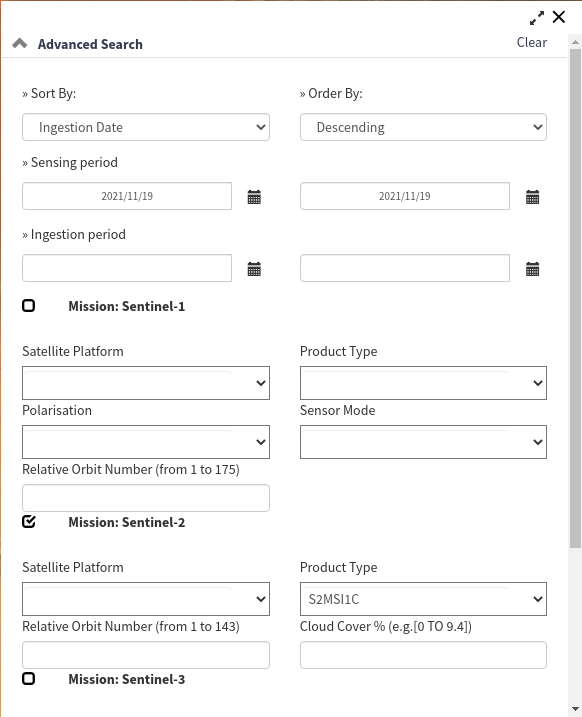 Advanced Search
Clear
» Sort By:
» Order By:
Ingestion Date
Descending
» Sensing period
2021/11/19
2021/11/19
» Ingestion period
Mission: Sentinel-1
Satellite Platform
Product Type
Polarisation
Sensor Mode
Relative Orbit Number (from 1 to 175)
Mission: Sentinel-2
Satellite Platform
Product Type
S2MSI1C
Relative Orbit Number (from 1 to 143)
Cloud Cover % (e.g.[0 TO 9.4])
Mission: Sentinel-3